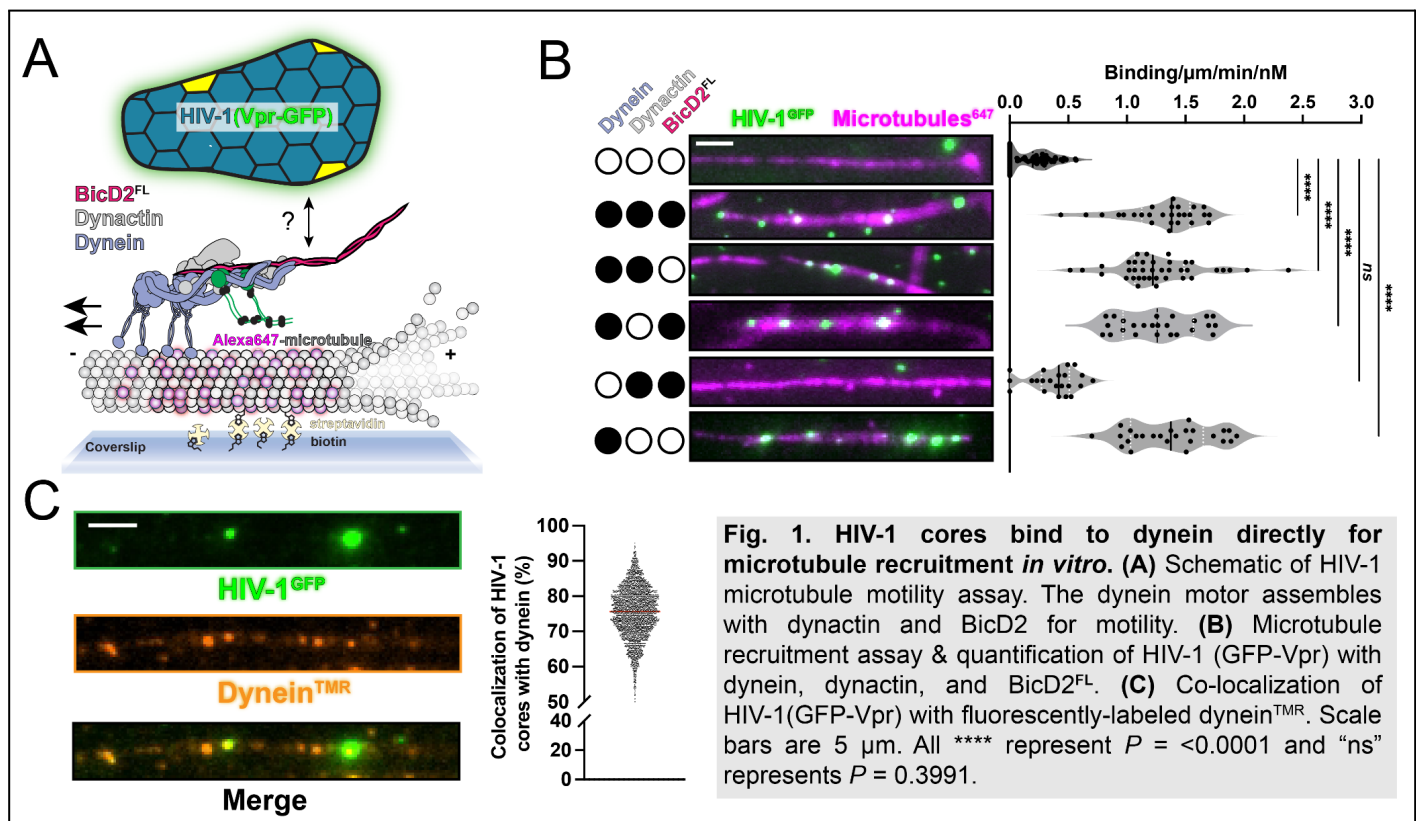 A
HIV-1(Vpr-GFP)
BicD2FL
Dynactin
Dynein
?
Alexa647-microtubule
-
+
streptavidin
biotin
Coverslip
B
Dynein
Dynactin
BicD2FL
HIV-1GFP
Microtubules647
Binding/µm/min/nM
0.0 0.5 1.0 1.5 2.0 2.5 3.0
****
****
****
ns
****
C
HIV-1GFP
DyneinTMR
Merge
Colocalization of HIV-1
cores with dynein (%)
100
90
80
70
60
50
40
20
0
Fig. 1. HIV-1 cores bind to dynein directly for
microtubule recruitment in vitro. (A) Schematic of HIV-1
microtubule motility assay. The dynein motor assembles
with dynactin and BicD2 for motility. (B) Microtubule
recruitment assay & quantification of HIV-1 (GFP-Vpr) with
dynein, dynactin, and BicD2FL. (C) Co-localization of
HIV-1(GFP-Vpr) with fluorescently-labeled dyneinTMR. Scale
bars are 5 µm. All **** represent P = <0.0001 and “ns”
represents P = 0.3991.